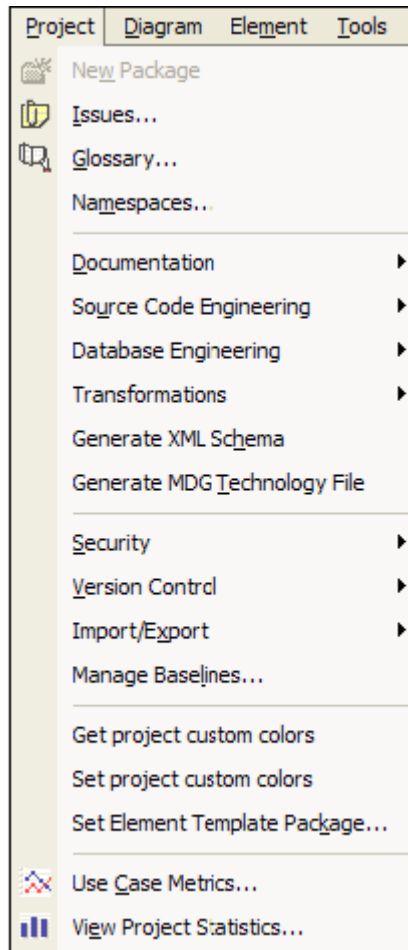 Project Diagram Element Tools
New Package
Issues...
Glossary...
Namespaces...
Documentation
Source Code Engineering
Database Engineering
Transformations
Generate XML Schema
Generate MDG Technology File
Security
Version Control
Import/Export
Manage Baselines...
Get project custom colors
Set project custom colors
Set Element Template Package...
Use Case Metrics...
View Project Statistics...